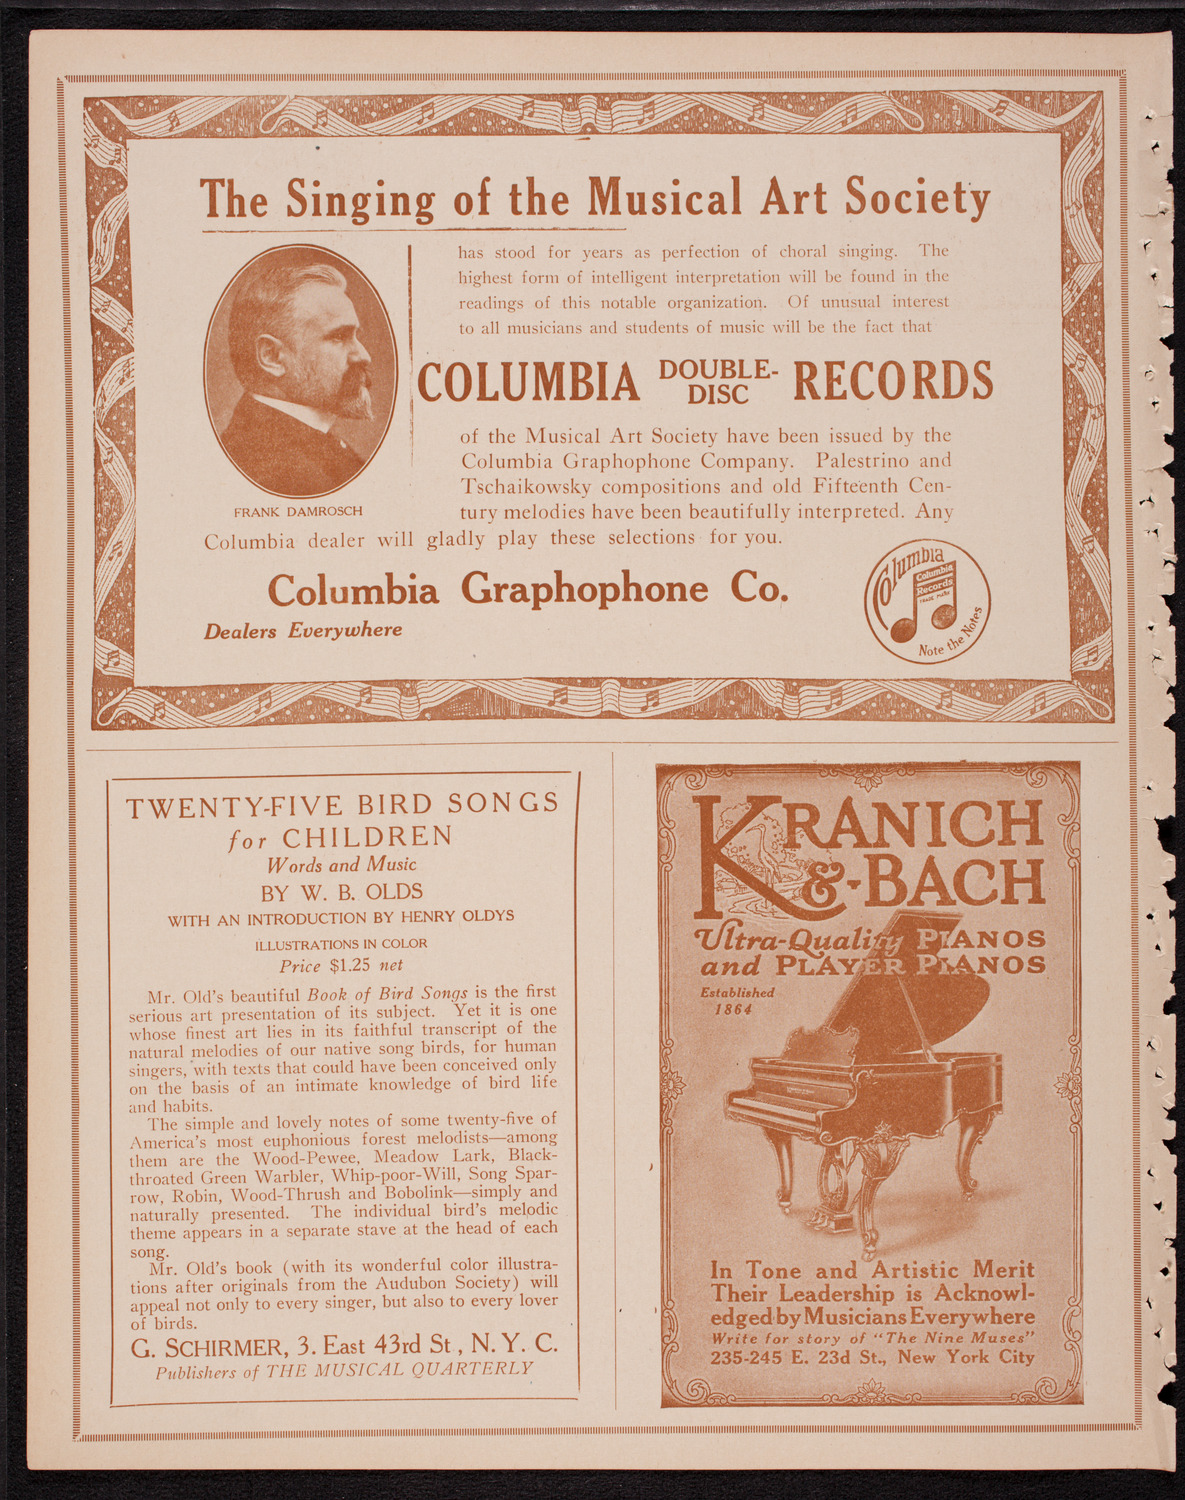 The Singing of the Musical Art Society
has stood for years as perfection of choral singing. The
highest form of intelligent interpretation will be found in the
readings of this notable organization. Of unusual interest
to all musicians and students of music will be the fact that
COLUMBIA DOUBLE-DISC RECORDS
of the Musical Art Society have been issued by the
Columbia Graphophone Company. Palestrino and
Tschaikowsky compositions and old Fifteenth Cen-
tury melodies have been beautifully interpreted. Any
Columbia dealer will gladly play these selections for you.
FRANK DAMROSCH
Columbia Graphophone Co.
Dealers Everywhere
Columbia
Columbia
Records
TRADE MARK
Note the Notes
TWENTY-FIVE BIRD SONGS
for CHILDREN
Words and Music
BY W. B. OLDS
WITH AN INTRODUCTION BY HENRY OLDYS
ILLUSTRATIONS IN COLOR
Price $1.25 net
Mr. Old's beautiful Book of Bird Songs is the first
serious art presentation of its subject. Yet it is one
whose finest art lies in its faithful transcript of the
natural melodies of our native song birds, for human
singers, with texts that could have been conceived only
on the basis of an intimate knowledge of bird life
and habits.
The simple and lovely notes of some twenty-five of
America's most euphonious forest melodists—among
them are the Wood-Pewee, Meadow Lark, Black-
throated Green Warbler, Whip-poor-Will, Song Spar-
row, Robin, Wood-Thrush and Bobolink—simply and
naturally presented. The individual bird's melodic
theme appears in a separate stave at the head of each
song.
Mr. Old's book (with its wonderful color illustra-
tions after originals from the Audubon Society) will
appeal not only to every singer, but also to every lover
of birds.
G. SCHIRMER, 3. East 43rd St., N. Y. C.
Publishers of THE MUSICAL QUARTERLY
KRANICH
&-BACH
Ultra-Quality PIANOS
and PLAYER PIANOS
Established
1864
In Tone and Artistic Merit
Their Leadership is Acknowl-
edged by Musicians Everywhere
Write for story of "The Nine Muses"
235-245 E. 23d St., New York City